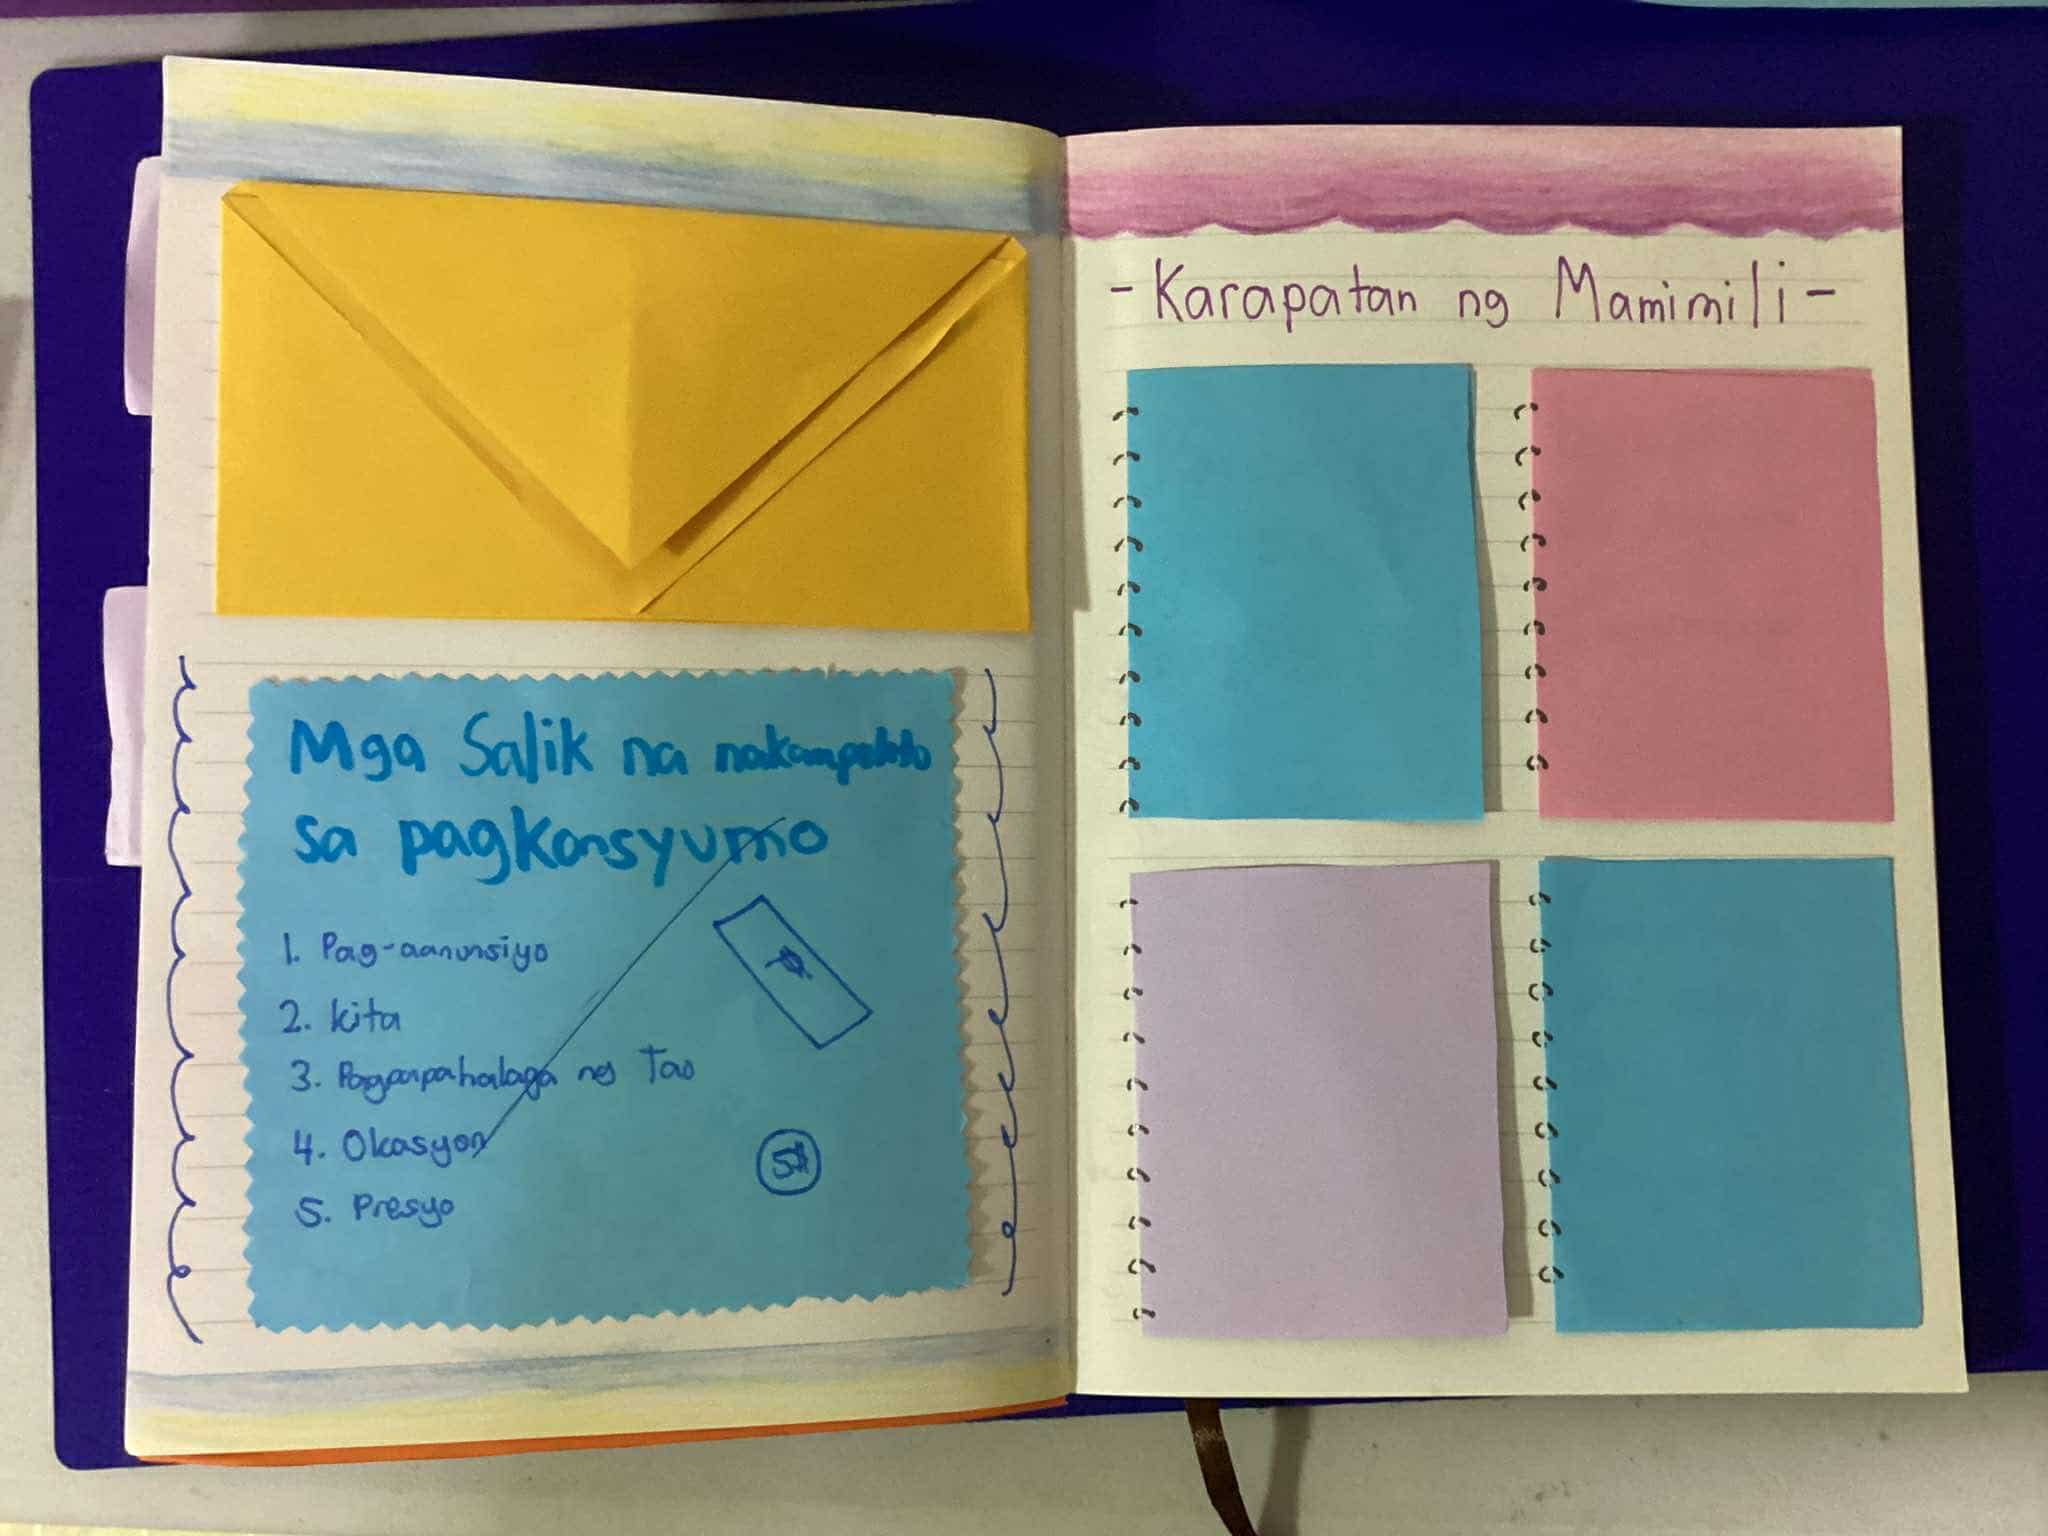 Mga Salik na
sa pagkonsyumo
1. Pag-aanunsiyo
2. kita
3. Pagpapahalaga ng Tao
4. Okasyon
5. Presyo
5
- Karapatan ng Mamimili -